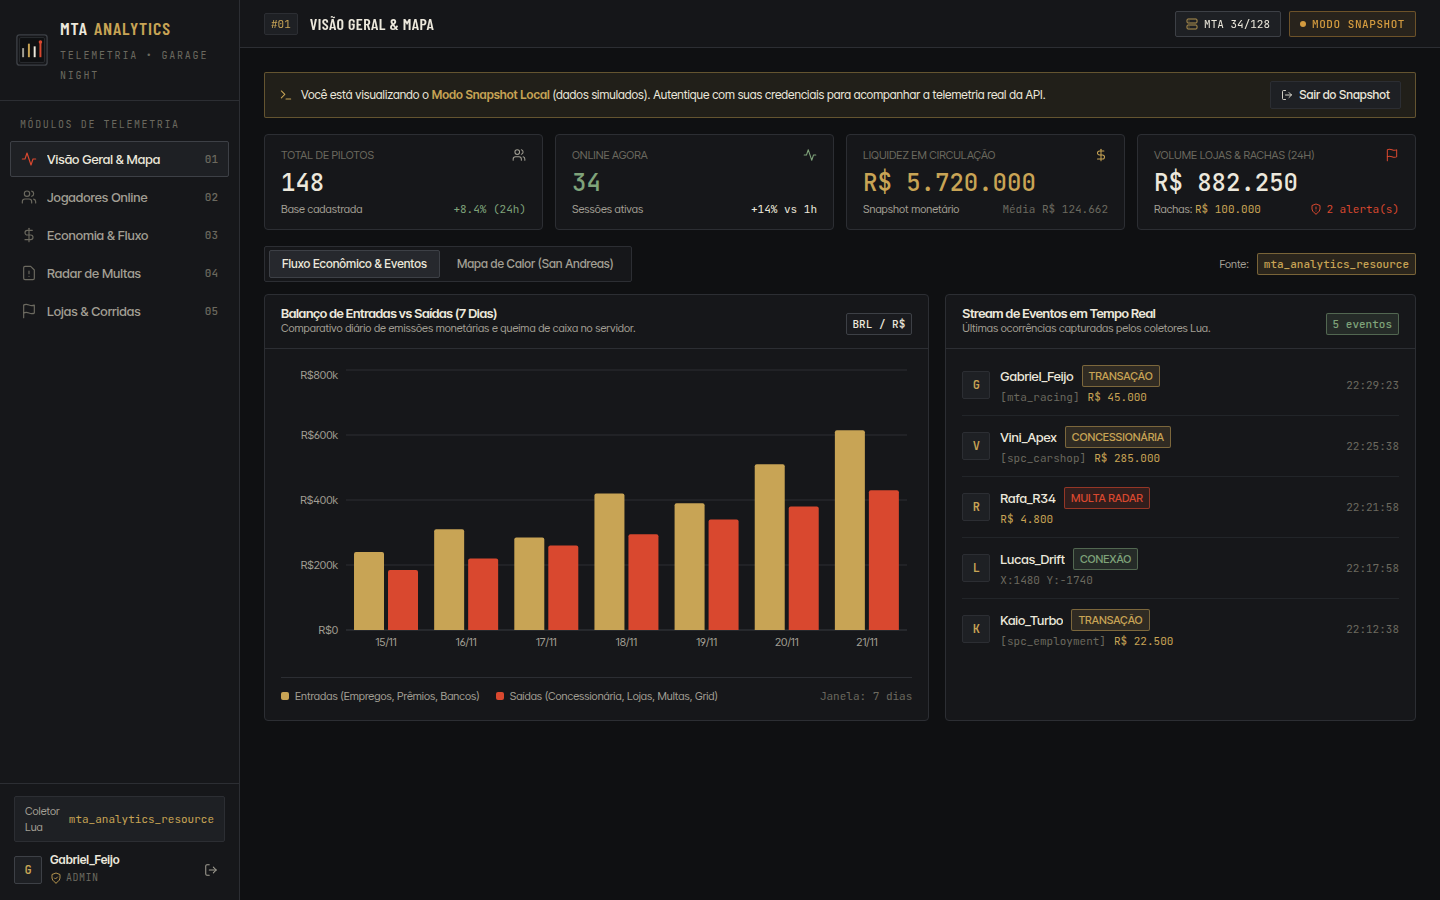 MTA ANALYTICS
TELEMETRIA • GARAGE
NIGHT
MÓDULOS DE TELEMETRIA
Visão Geral & Mapa 01
Jogadores Online 02
Economia & Fluxo 03
Radar de Multas 04
Lojas & Corridas 05
Coletor
Lua
mta_analytics_resource
G
Gabriel_Feijo
ADMIN
#01 VISÃO GERAL & MAPA
MTA 34/128
MODO SNAPSHOT
Você está visualizando o Modo Snapshot Local (dados simulados). Autentique com suas credenciais para acompanhar a telemetria real da API.
Sair do Snapshot
TOTAL DE PILOTOS
148
Base cadastrada +8.4% (24h)
ONLINE AGORA
34
Sessões ativas +14% vs 1h
LIQUIDEZ EM CIRCULAÇÃO
R$ 5.720.000
Snapshot monetário Média R$ 124.662
VOLUME LOJAS & RACHAS (24H)
R$ 882.250
Rachas: R$ 100.000 2 alerta(s)
Fluxo Econômico & Eventos
Mapa de Calor (San Andreas)
Fonte: mta_analytics_resource
Balanço de Entradas vs Saídas (7 Dias)
Comparativo diário de emissões monetárias e queima de caixa no servidor.
BRL / R$
R$800k
R$600k
R$400k
R$200k
R$0
15/11 16/11 17/11 18/11 19/11 20/11 21/11
Entradas (Empregos, Prêmios, Bancos) Saídas (Concessionária, Lojas, Multas, Grid) Janela: 7 dias
Stream de Eventos em Tempo Real
Últimas ocorrências capturadas pelos coletores Lua.
5 eventos
G
Gabriel_Feijo TRANSAÇÃO
[mta_racing] R$ 45.000
22:29:23
V
Vini_Apex CONCESSIONÁRIA
[spc_carshop] R$ 285.000
22:25:38
R
Rafa_R34 MULTA RADAR
R$ 4.800
22:21:58
L
Lucas_Drift CONEXÃO
X:1480 Y:-1740
22:17:58
K
Kaio_Turbo TRANSAÇÃO
[spc_employment] R$ 22.500
22:12:38